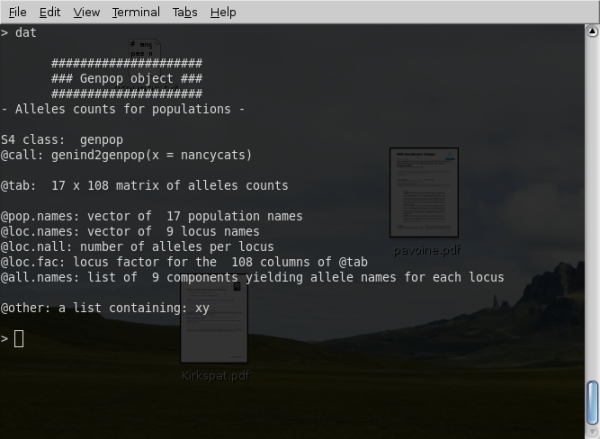 File Edit View Terminal Tabs Help
> dat
#####################
### Genpop object ###
#####################
- Alleles counts for populations -
S4 class:  genpop
@call: genind2genpop(x = nancycats)
@tab:  17 x 108 matrix of alleles counts
@pop.names: vector of  17 population names
@loc.names: vector of  9 locus names
@loc.nall: number of alleles per locus
@loc.fac: locus factor for the  108 columns of @tab
@all.names: list of  9 components yielding allele names for each locus
@other: a list containing: xy
>
pavoine.pdf
Kirkspat.pdf